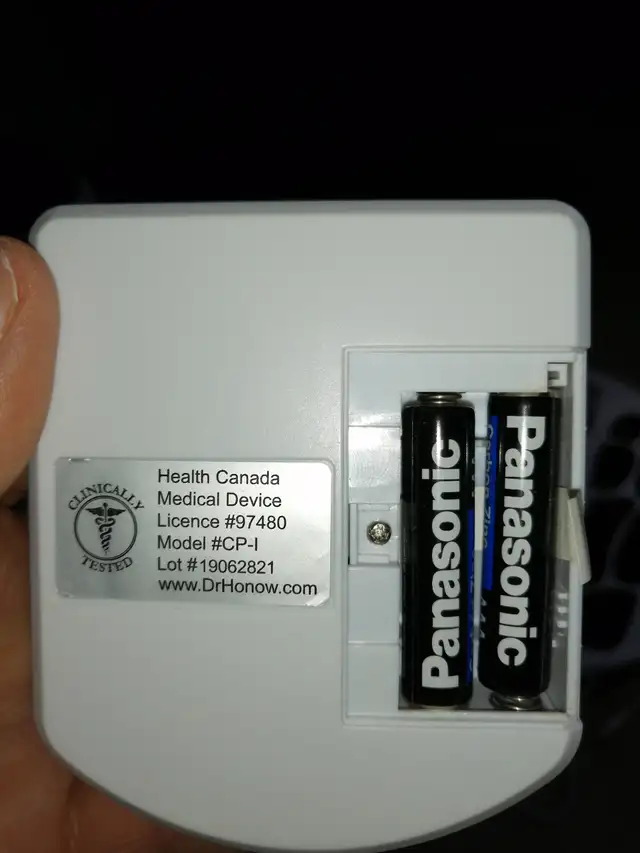 CLINICALLY
TESTED
Health Canada
Medical Device
Licence #97480
Model #CP-I
Lot #19062821
www.DrHonow.com
Panasonic
Panasonic